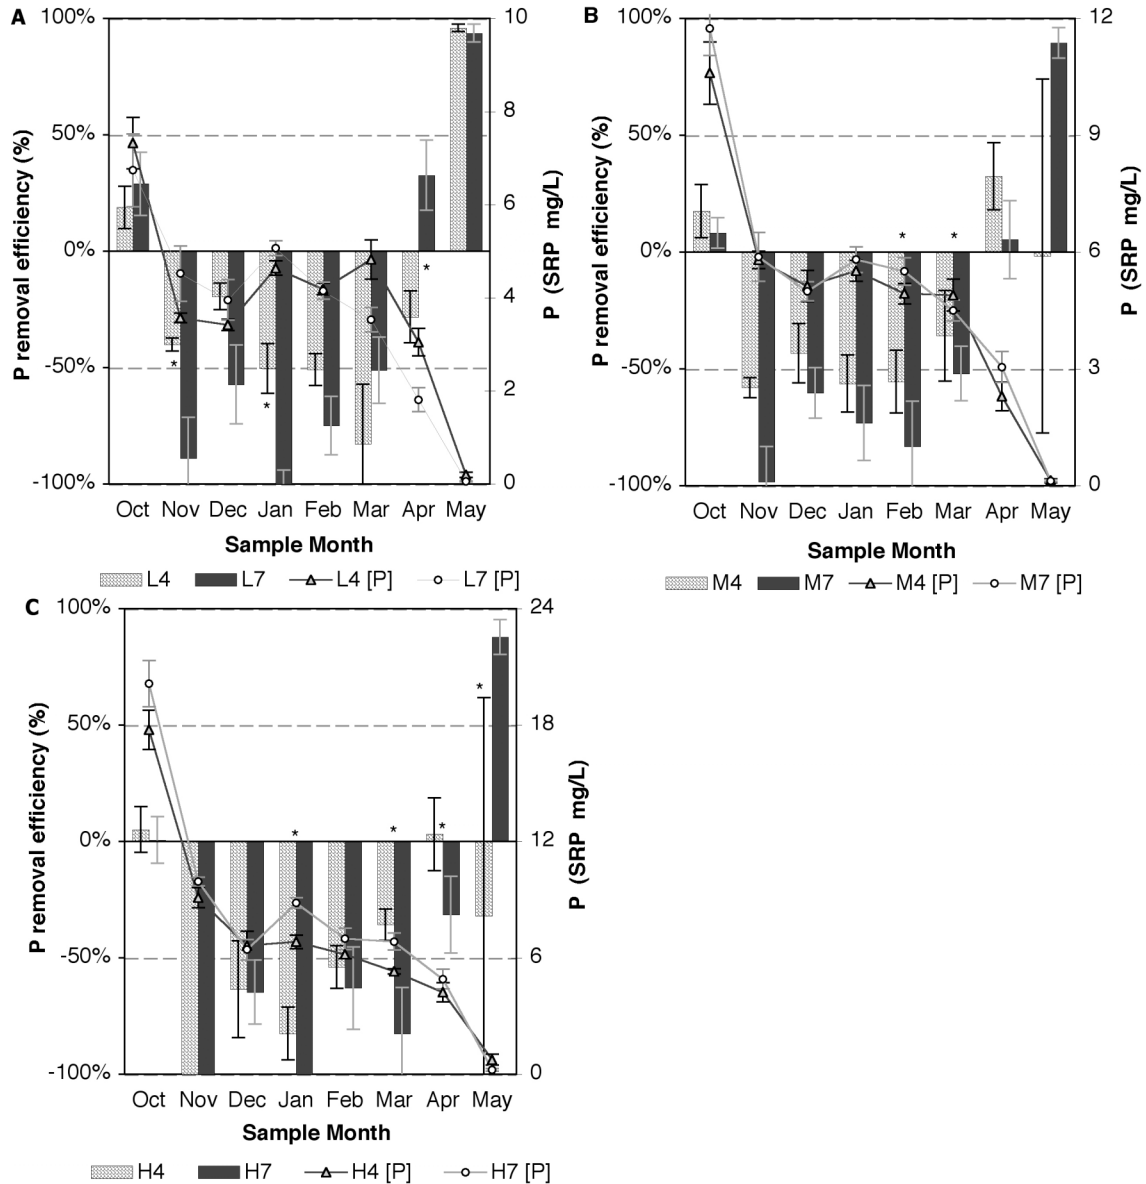 A
100%
50%
0%
-50%
-100%
P removal efficiency (%)
10
8
6
4
2
0
P (SRP mg/L)
*
*
*
Oct Nov Dec Jan Feb Mar Apr May
Sample Month
L4 L7 L4 [P] L7 [P]
B
100%
50%
0%
-50%
-100%
P removal efficiency (%)
12
9
6
3
0
P (SRP mg/L)
* *
Oct Nov Dec Jan Feb Mar Apr May
Sample Month
M4 M7 M4 [P] M7 [P]
C
100%
50%
0%
-50%
-100%
P removal efficiency (%)
24
18
12
6
0
P (SRP mg/L)
*
* * *
Oct Nov Dec Jan Feb Mar Apr May
Sample Month
H4 H7 H4 [P] H7 [P]